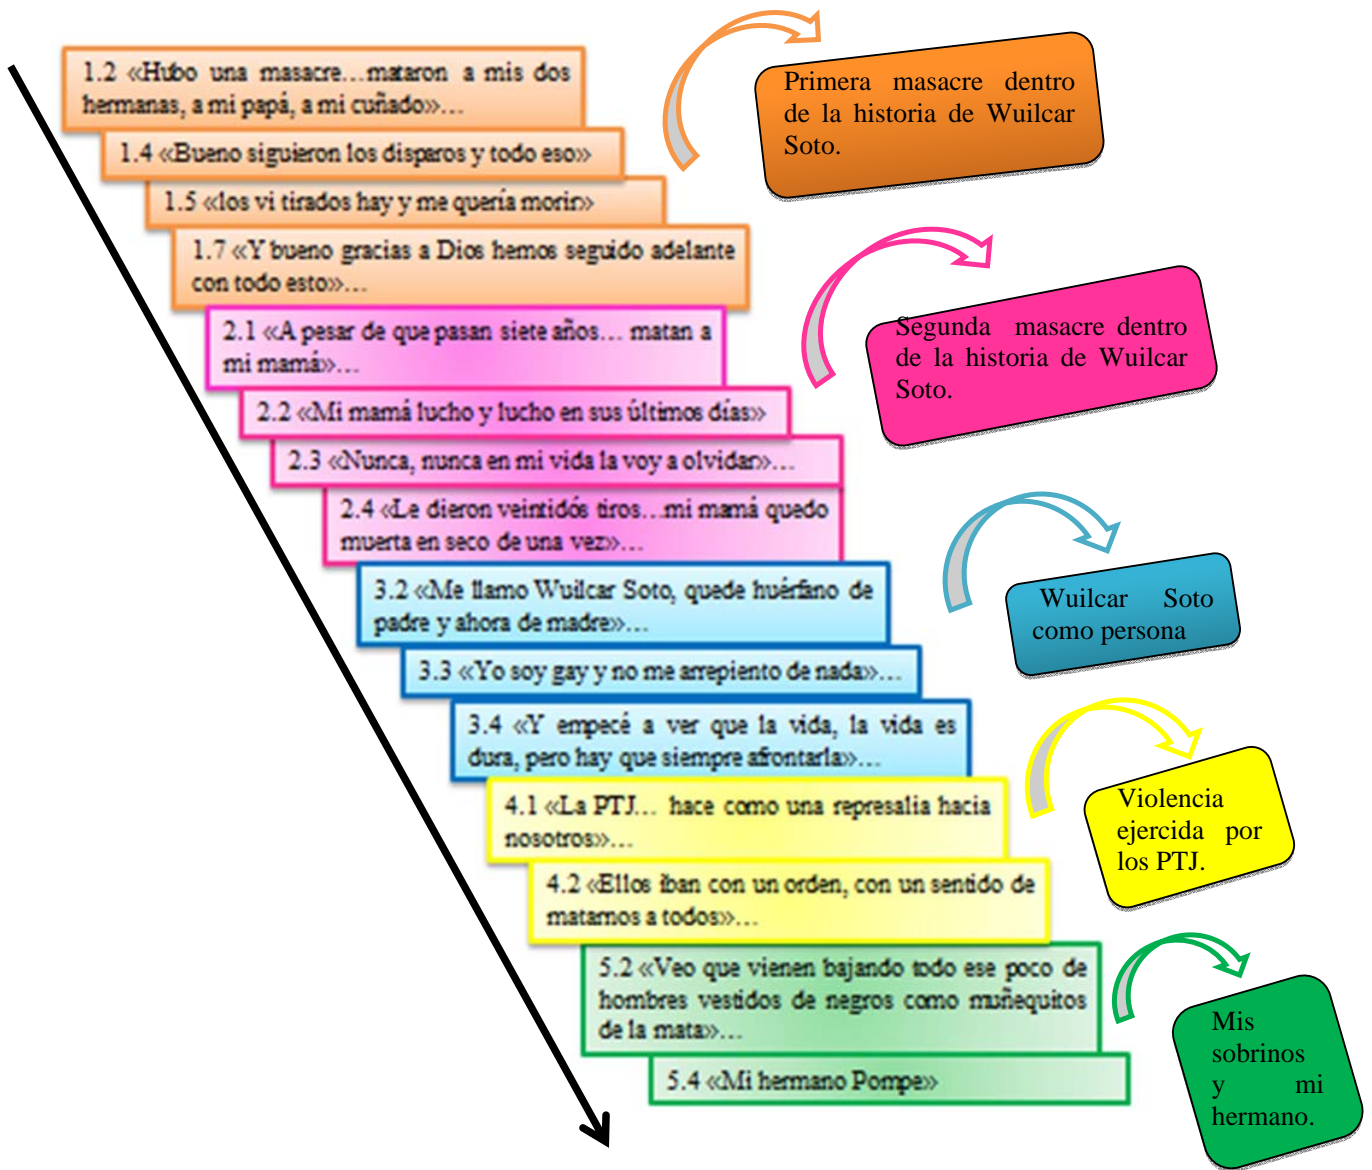 1.2 «Hubo una masacre…mataron a mis dos
hermanas, a mi papá, a mi cuñado»…
1.4 «Bueno siguieron los disparos y todo eso»
1.5 «los vi tirados hay y me quería morir»
1.7 «Y bueno gracias a Dios hemos seguido adelante
con todo esto»…
Primera masacre dentro
de la historia de Wuilcar
Soto.
2.1 «A pesar de que pasan siete años… matan a
mi mamá»…
2.2 «Mi mamá lucho y lucho en sus últimos días»
2.3 «Nunca, nunca en mi vida la voy a olvidar»…
2.4 «Le dieron veintidós tiros…mi mamá quedo
muerta en seco de una vez»…
Segunda masacre dentro
de la historia de Wuilcar
Soto.
3.2 «Me llamo Wuilcar Soto, quede huérfano de
padre y ahora de madre»…
3.3 «Yo soy gay y no me arrepiento de nada»…
3.4 «Y empecé a ver que la vida, la vida es
dura, pero hay que siempre afrontarla»…
Wuilcar Soto
como persona
4.1 «La PTJ… hace como una represalia hacia
nosotros»…
4.2 «Ellos iban con un orden, con un sentido de
matarnos a todos»…
Violencia
ejercida por
los PTJ.
5.2 «Veo que vienen bajando todo ese poco de
hombres vestidos de negros como muñequitos
de la mata»…
5.4 «Mi hermano Pompe»
Mis
sobrinos
y mi
hermano.